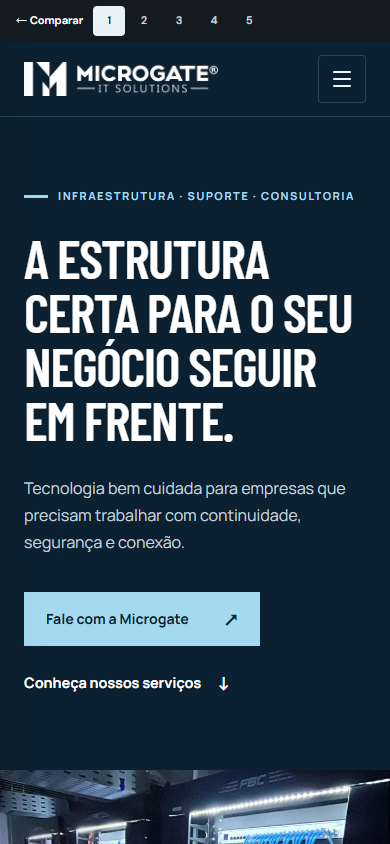 ← Comparar 1 2 3 4 5
MICROGATE®
IT SOLUTIONS
INFRAESTRUTURA · SUPORTE · CONSULTORIA
A ESTRUTURA
CERTA PARA O SEU
NEGÓCIO SEGUIR
EM FRENTE.
Tecnologia bem cuidada para empresas que
precisam trabalhar com continuidade,
segurança e conexão.
Fale com a Microgate ↗
Conheça nossos serviços ↓
FBC